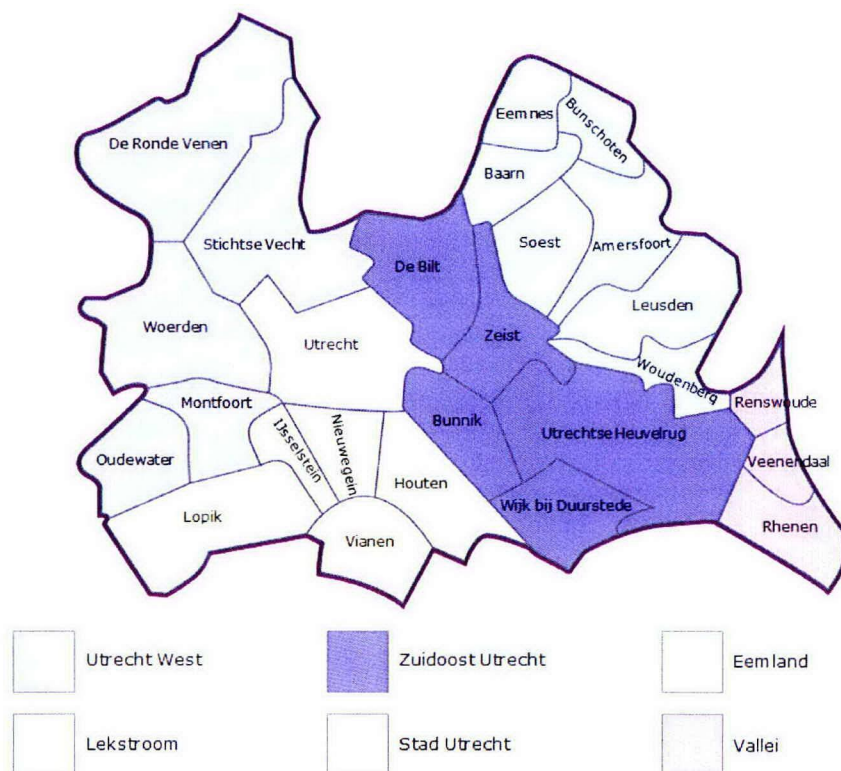 Eemnes
Bunschoten
De Ronde Venen
Baarn
Stichtse Vecht
Soest
Amersfoort
De Bilt
Leusden
Woerden
Utrecht
Zeist
Woudenberg
Montfoort
IJsselstein
Nieuwegein
Bunnik
Utrechtse Heuvelrug
Renswoude
Oudewater
Houten
Veenendaal
Lopik
Wijk bij Duurstede
Vianen
Rhenen
Utrecht West
Zuidoost Utrecht
Eemland
Lekstroom
Stad Utrecht
Vallei